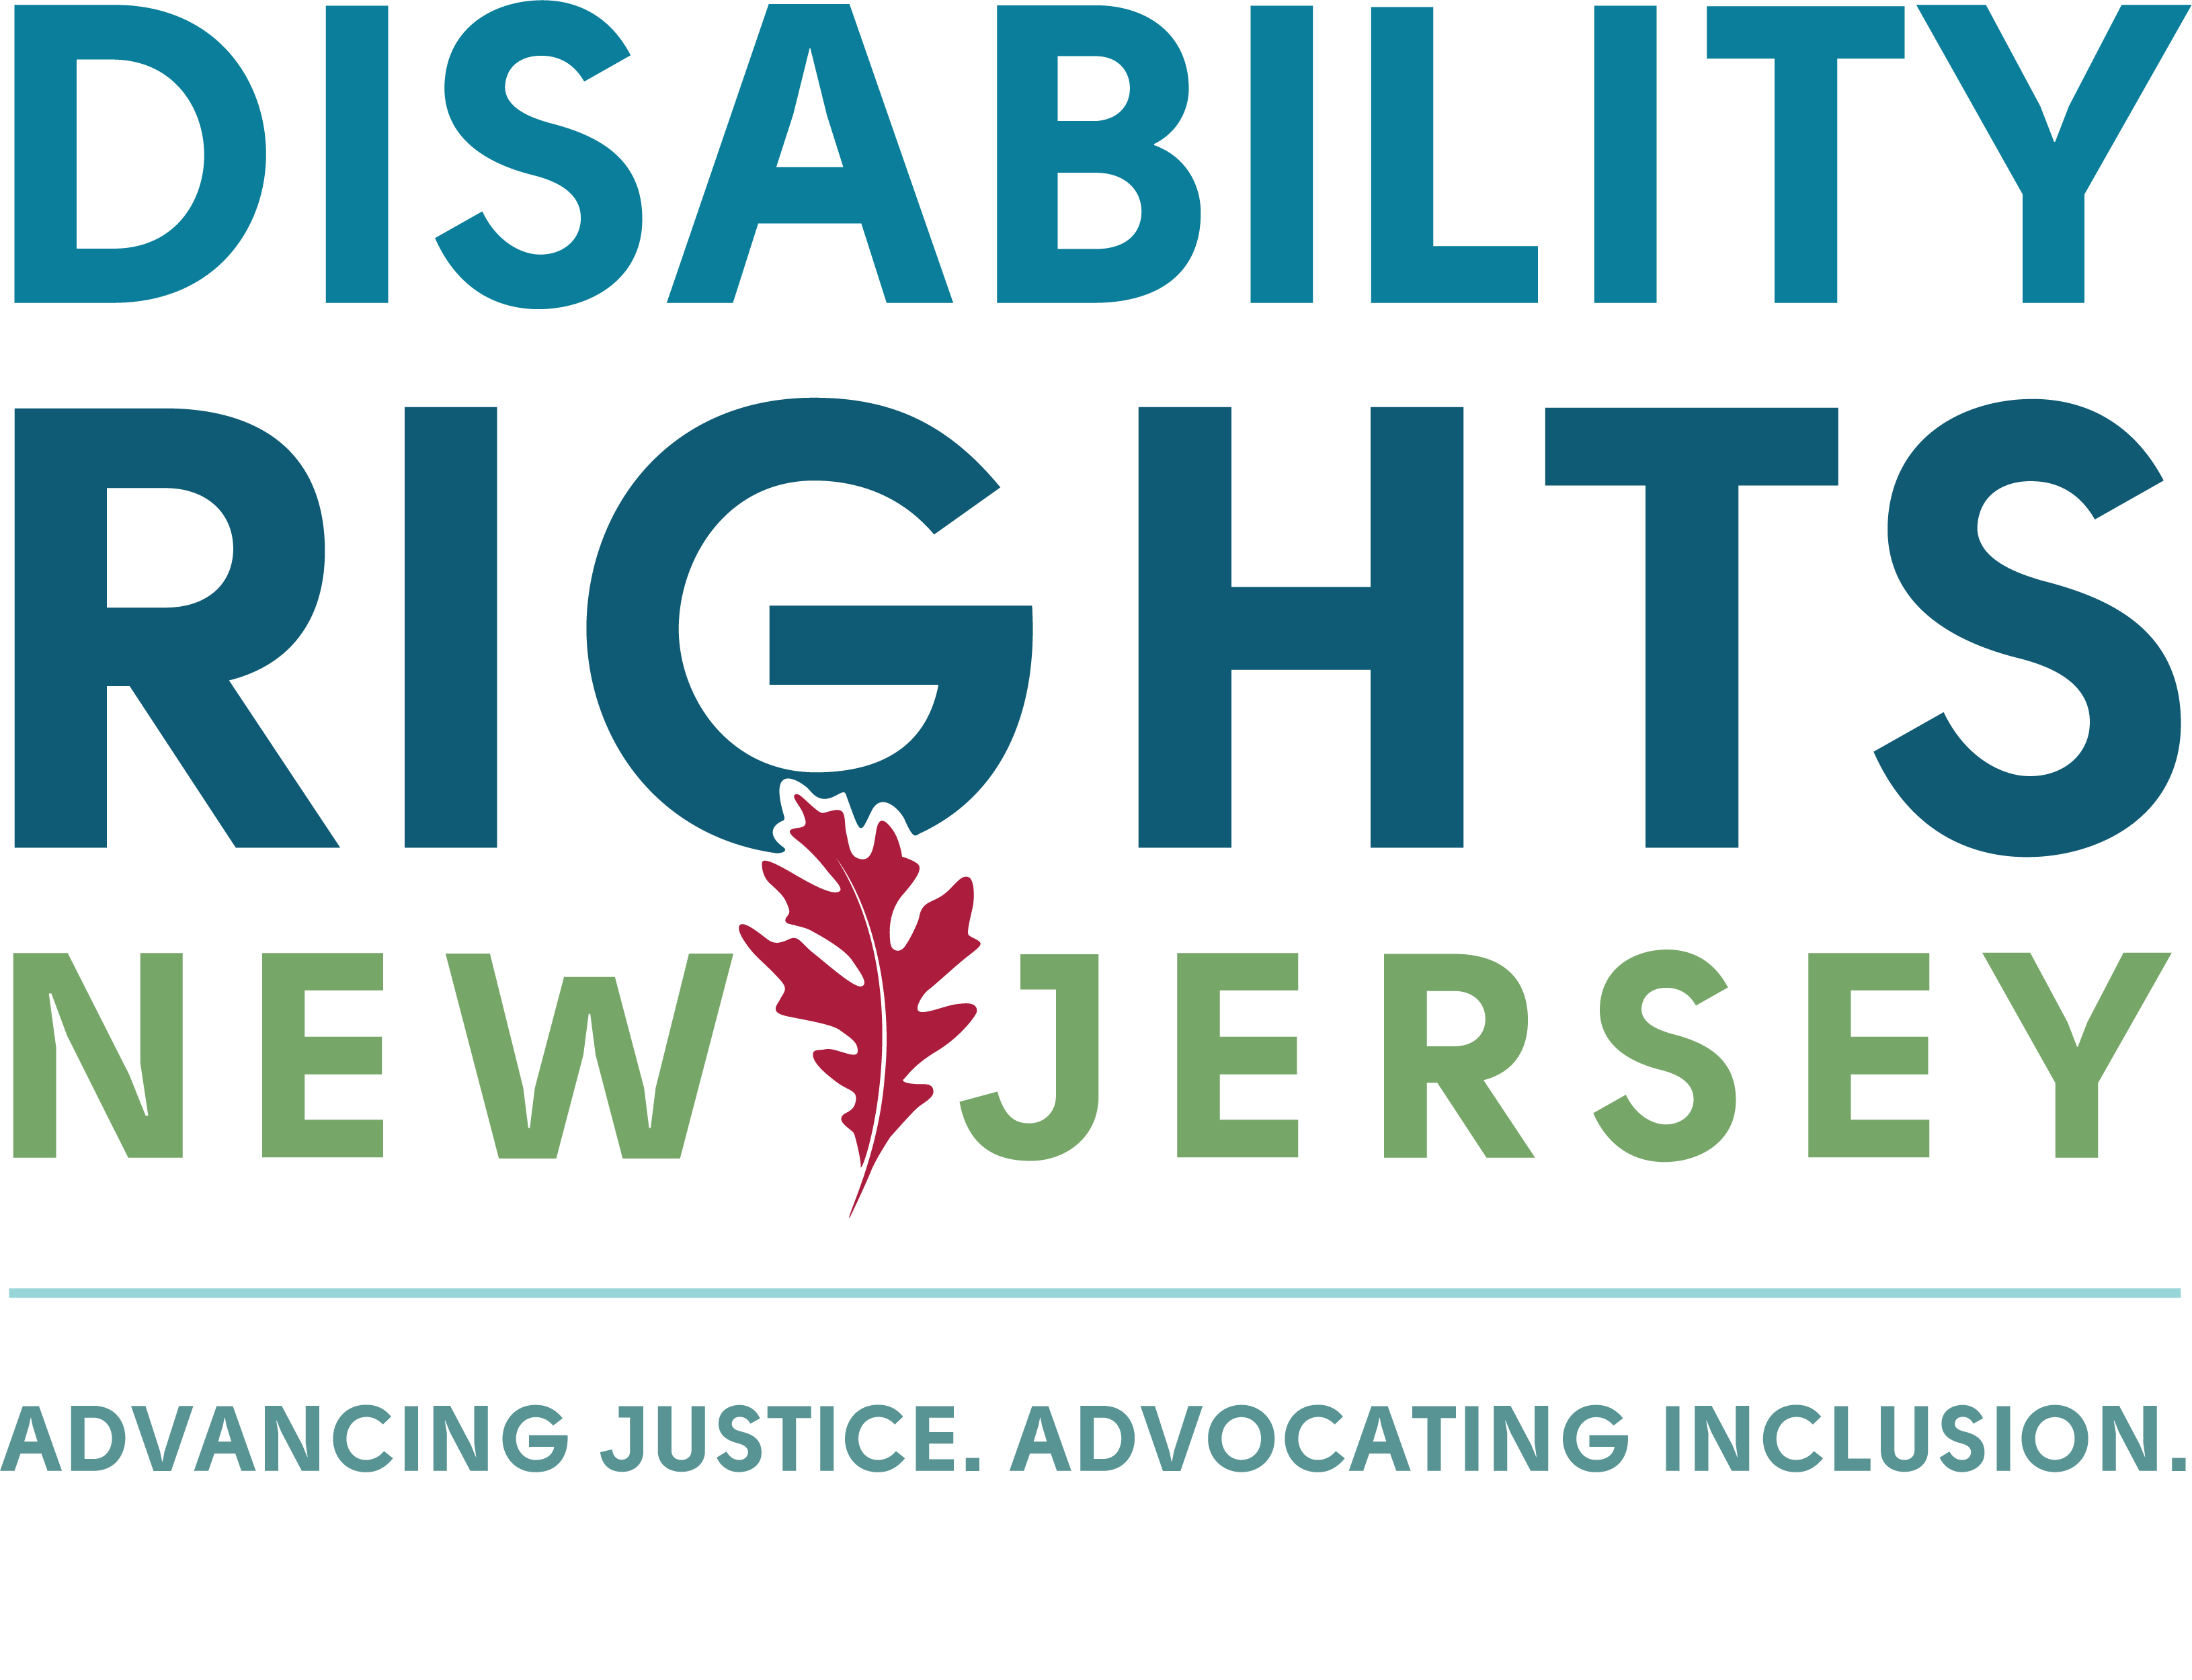 DISABILITY
RIGHTS
NEW JERSEY
ADVANCING JUSTICE. ADVOCATING INCLUSION.